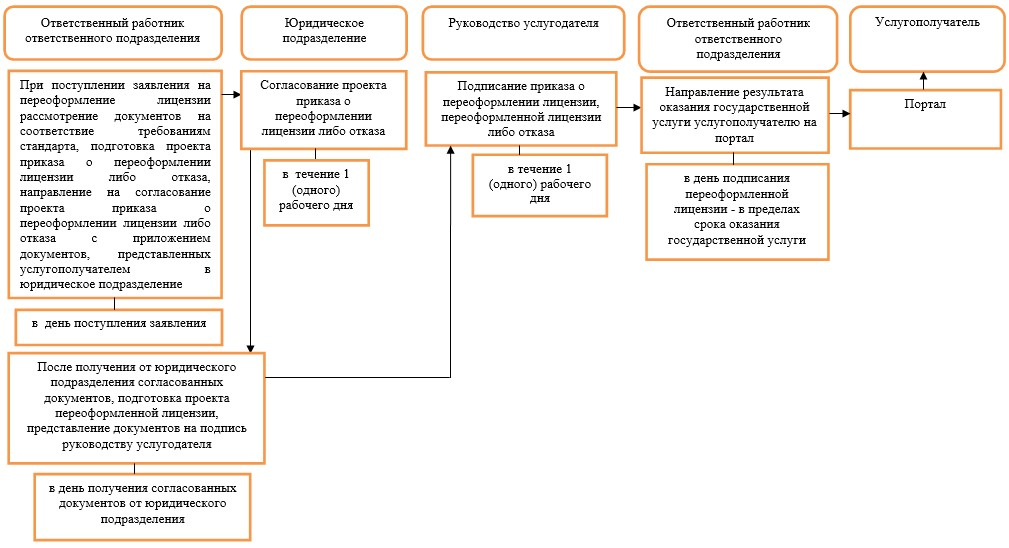 Ответственный работник
ответственного подразделения
Юридическое
подразделение
Руководство услугодателя
Ответственный работник
ответственного
подразделения
Услугополучатель
При поступлении заявления на
переоформление лицензии
рассмотрение документов на
соответствие требованиям
стандарта, подготовка проекта
приказа о переоформлении
лицензии либо отказа,
направление на согласование
проекта приказа о
переоформлении лицензии либо
отказа с приложением
документов, представленных
услугополучателем в
юридическое подразделение
в день поступления заявления
Согласование проекта
приказа о
переоформлении
лицензии либо отказа
в течение 1
(одного)
рабочего дня
Подписание приказа о
переоформлении лицензии,
переоформленной лицензии
либо отказа
в течение 1
(одного) рабочего
дня
Направление результата
оказания государственной
услуги услугополучателю на
портал
в день подписания
переоформленной
лицензии - в пределах
срока оказания
государственной услуги
Портал
После получения от юридического
подразделения согласованных
документов, подготовка проекта
переоформленной лицензии,
представление документов на подпись
руководству услугодателя
в день получения согласованных
документов от юридического
подразделения